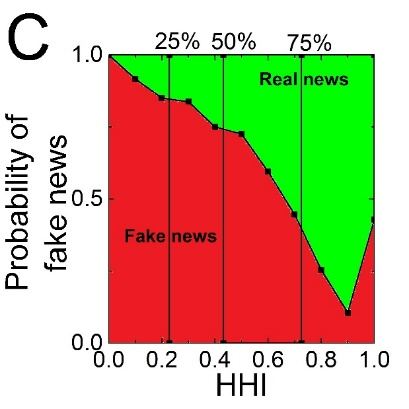 C
25% 50% 75%
1.0
Real news
Probability of
fake news
0.5
Fake news
0.0
0.0 0.2 0.4 0.6 0.8 1.0
HHI